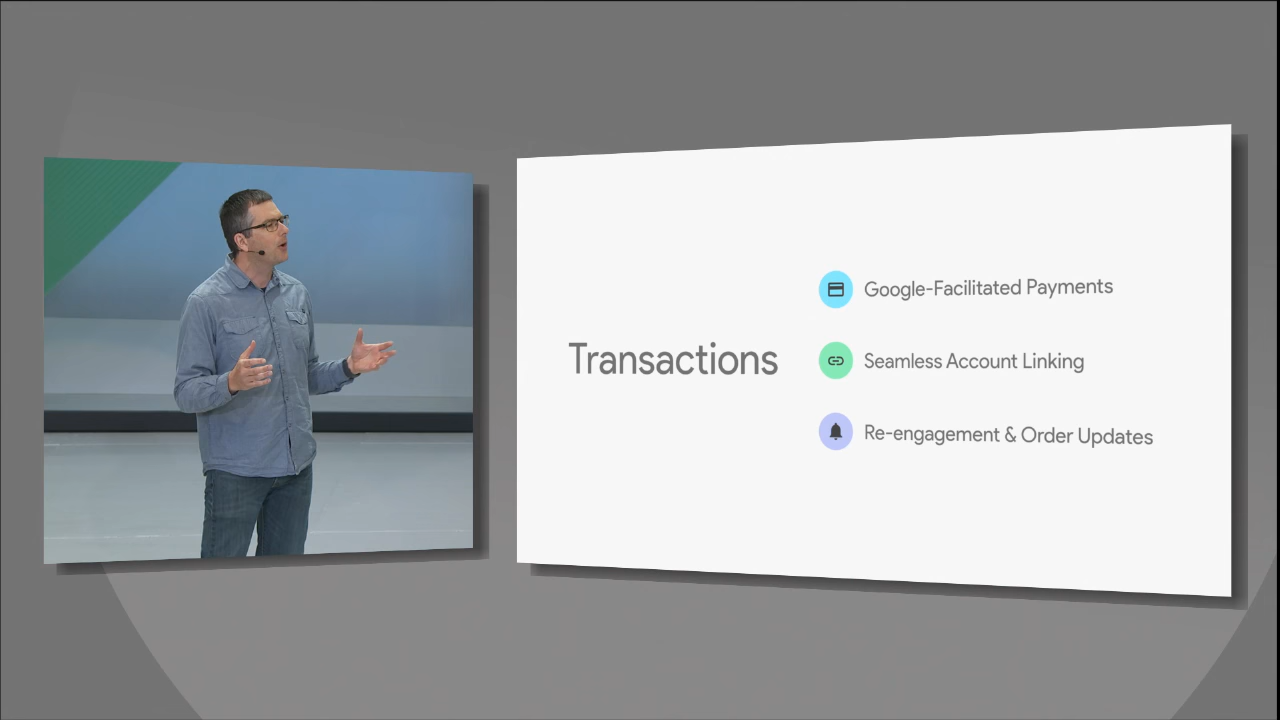 Transactions
Google-Facilitated Payments
Seamless Account Linking
Re-engagement & Order Updates